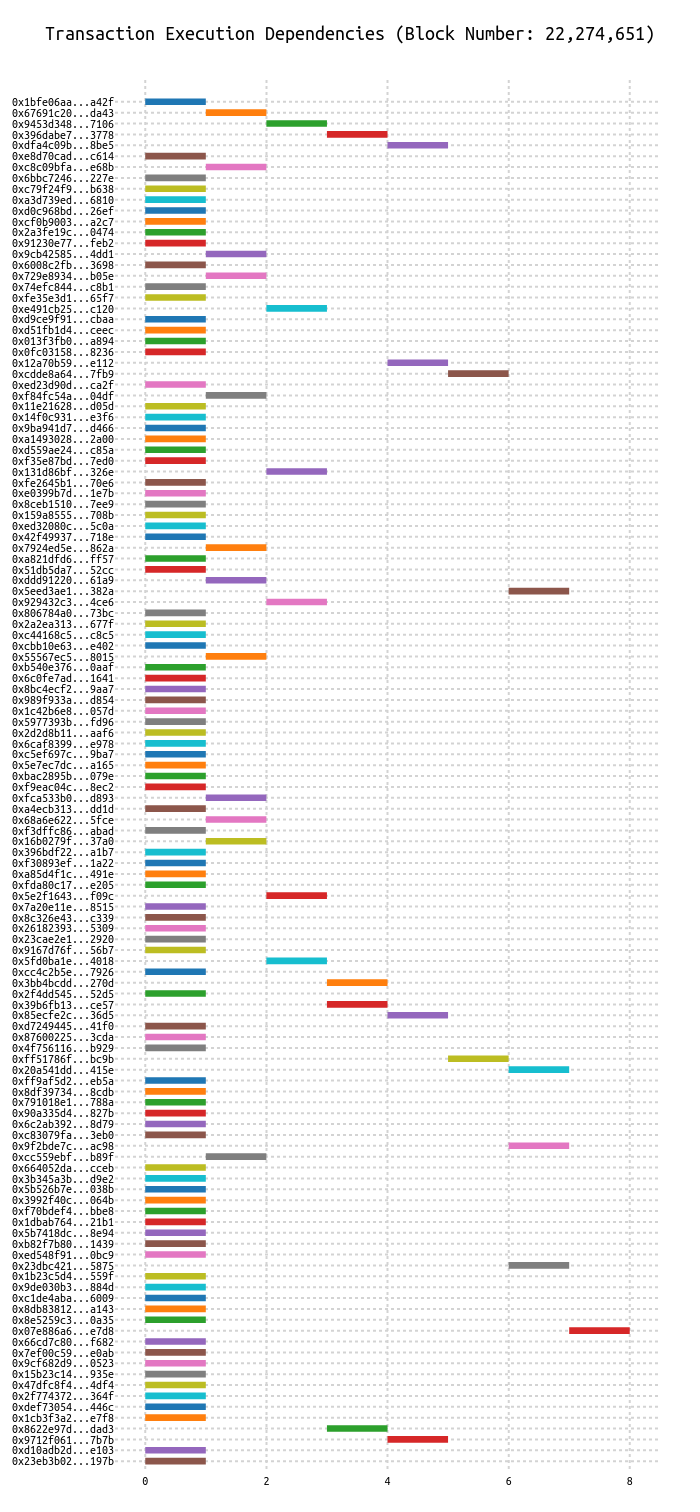 Transaction Execution Dependencies (Block Number: 22,274,651)
0x1bfe06aa...a42f
0x67691c20...da43
0x9453d348...7106
0x396dabe7...3778
0xdfa4c09b...8be5
0xe8d70cad...c614
0xc8c09bfa...e68b
0x6bbc7246...227e
0xc79f24f9...b638
0xa3d739ed...6810
0xd0c968bd...26ef
0xcf0b9003...a2c7
0x2a3fe19c...0474
0x91230e77...feb2
0x9cb42585...4dd1
0x6008c2fb...3698
0x729e8934...b05e
0x74efc844...c8b1
0xfe35e3d1...65f7
0xe491cb25...c120
0xd9ce9f91...cbaa
0xd51fb1d4...ceec
0x013f3fb0...a894
0x0fc03158...8236
0x12a70b59...e112
0xcdde8a64...7fb9
0xed23d90d...ca2f
0xf84fc54a...04df
0x11e21628...d05d
0x14f0c931...e3f6
0x9ba941d7...d466
0xa1493028...2a00
0xd559ae24...c85a
0xf35e87bd...7ed0
0x131d86bf...326e
0xfe2645b1...70e6
0xe0399b7d...1e7b
0x8ceb1510...7ee9
0x159a8555...708b
0xed32080c...5c0a
0x42f49937...718e
0x7924ed5e...862a
0xa821dfd6...ff57
0x51db5da7...52cc
0xddd91220...61a9
0x5eed3ae1...382a
0x929432c3...4ce6
0x806784a0...73bc
0x2a2ea313...677f
0xc44168c5...c8c5
0xcbb10e63...e402
0x55567ec5...8015
0xb540e376...0aaf
0x6c0fe7ad...1641
0x8bc4ecf2...9aa7
0x989f933a...d854
0x1c42b6e8...057d
0x5977393b...fd96
0x2d2d8b11...aaf6
0x6caf8399...e978
0xc5ef697c...9ba7
0x5e7ec7dc...a165
0xbac2895b...079e
0xf9eac04c...8ec2
0xfca533b0...d893
0xa4ecb313...dd1d
0x68a6e622...5fce
0xf3dffc86...abad
0x16b0279f...37a0
0x396bdf22...a1b7
0xf30893ef...1a22
0xa85d4f1c...491e
0xfda80c17...e205
0x5e2f1643...f09c
0x7a20e11e...8515
0x8c326e43...c339
0x26182393...5309
0x23cae2e1...2920
0x9167d76f...56b7
0x5fd0ba1e...4018
0xcc4c2b5e...7926
0x3bb4bcdd...270d
0x2f4dd545...52d5
0x39b6fb13...ce57
0x85ecfe2c...36d5
0xd7249445...41f0
0x87600225...3cda
0x4f756116...b929
0xff51786f...bc9b
0x20a541dd...415e
0xff9af5d2...eb5a
0x8df39734...8cdb
0x791018e1...788a
0x90a335d4...827b
0x6c2ab392...8d79
0xc83079fa...3eb0
0x9f2bde7c...ac98
0xcc559ebf...b89f
0x664052da...cceb
0x3b345a3b...d9e2
0x5b526b7e...038b
0x3992f40c...064b
0xf70bdef4...bbe8
0x1dbab764...21b1
0x5b7418dc...8e94
0xb82f7b80...1439
0xed548f91...0bc9
0x23dbc421...5875
0x1b23c5d4...559f
0x9de030b3...884d
0xc1de4aba...6009
0x8db83812...a143
0x8e5259c3...0a35
0x07e886a6...e7d8
0x66cd7c80...f682
0x7ef00c59...e0ab
0x9cf682d9...0523
0x15b23c14...935e
0x47dfc8f4...4df4
0x2f774372...364f
0xdef73054...446c
0x1cb3f3a2...e7f8
0x8622e97d...dad3
0x9712f061...7b7b
0xd10adb2d...e103
0x23eb3b02...197b
0 2 4 6 8